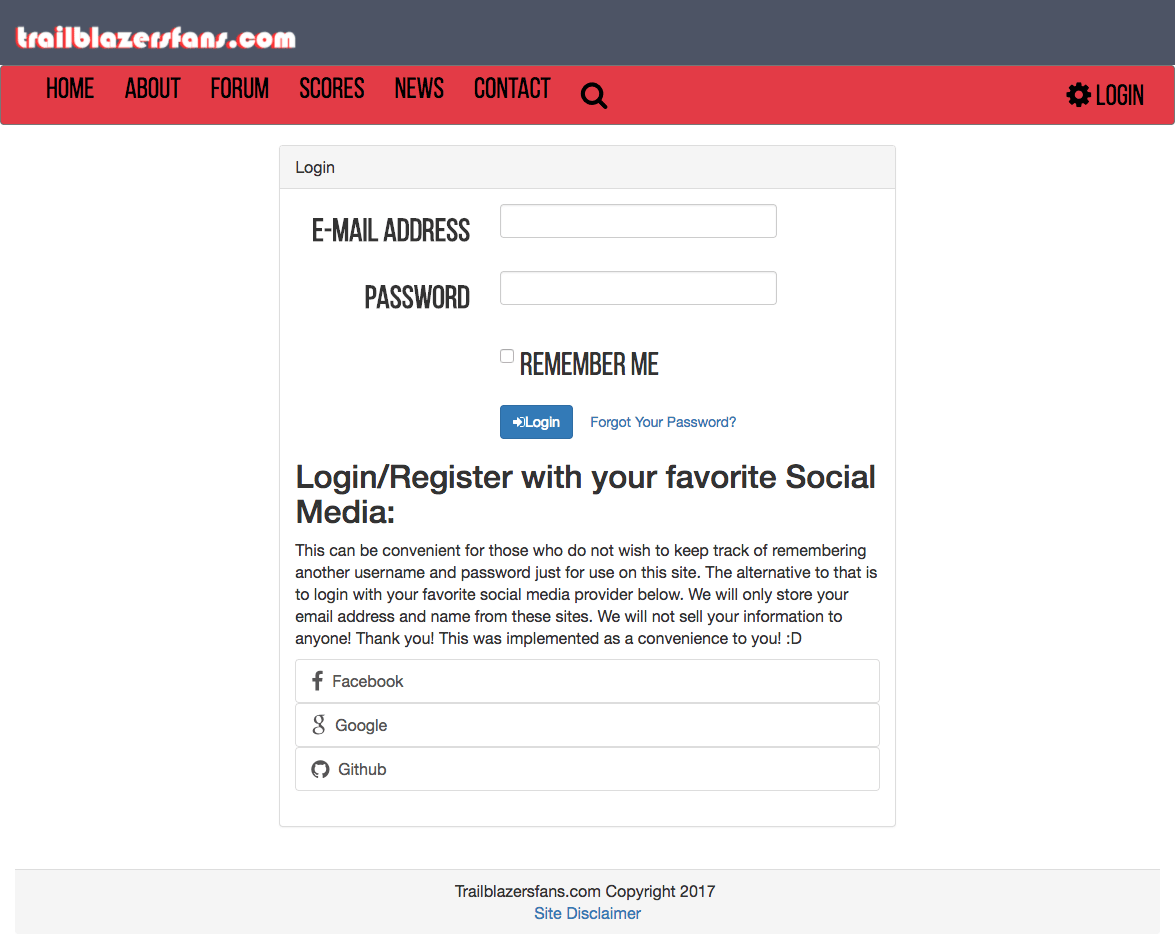 trailblazersfans.com
HOME ABOUT FORUM SCORES NEWS CONTACT LOGIN
Login
E-MAIL ADDRESS
PASSWORD
REMEMBER ME
Login Forgot Your Password?
Login/Register with your favorite Social
Media:
This can be convenient for those who do not wish to keep track of remembering
another username and password just for use on this site. The alternative to that is
to login with your favorite social media provider below. We will only store your
email address and name from these sites. We will not sell your information to
anyone! Thank you! This was implemented as a convenience to you! :D
Facebook
Google
Github
Trailblazersfans.com Copyright 2017
Site Disclaimer